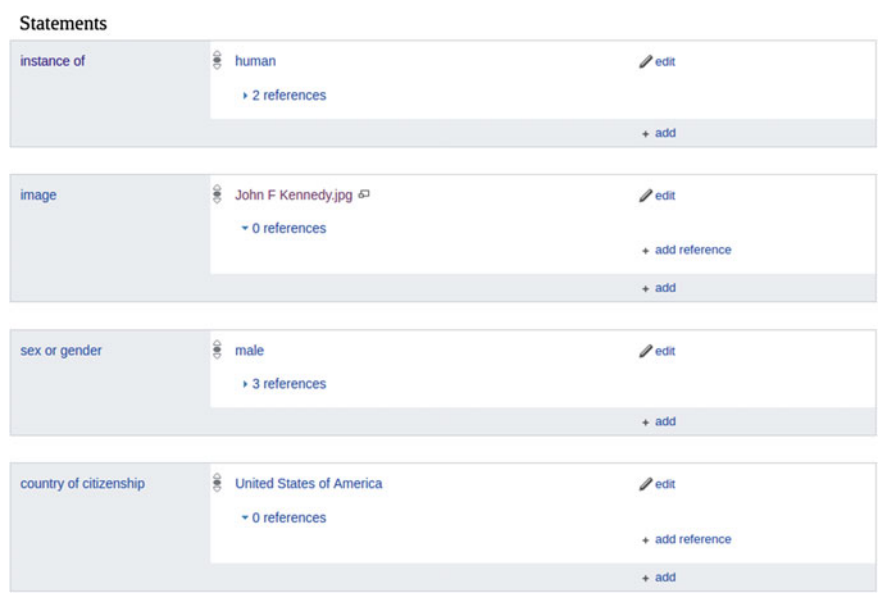 Statements
instance of human edit
2 references
+ add
image John F Kennedy.jpg edit
0 references
+ add reference
+ add
sex or gender male edit
3 references
+ add
country of citizenship United States of America edit
0 references
+ add reference
+ add